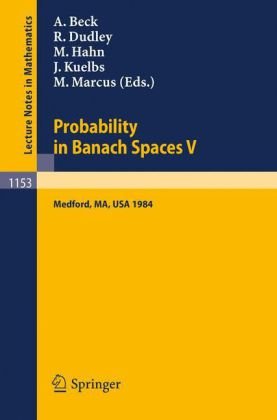 Lecture Notes in Mathematics
A. Beck
R. Dudley
M. Hahn
J. Kuelbs
M. Marcus (Eds.)
Probability
in Banach Spaces V
1153
Medford, MA, USA 1984
Springer